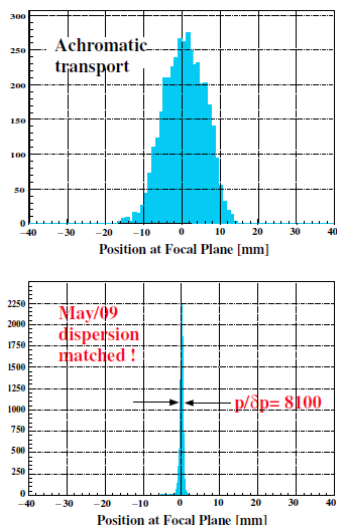 300
Achromatic
transport
250
200
150
100
50
0
−40 −30 −20 −10 0 10 20 30 40
Position at Focal Plane [mm]
May/09
dispersion
matched !
2250
2000
1750
1500
1250
p/δp= 8100
1000
750
500
250
0
−40 −30 −20 −10 0 10 20 30 40
Position at Focal Plane [mm]